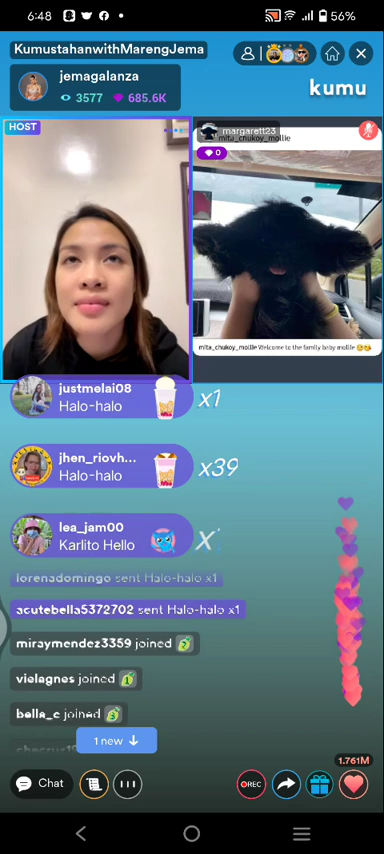 6:48
56%
KumustahanwithMarengJema
jemagalanza
3577 685.6K
kumu
HOST
margarett23
mita_chukoy_mollie
0
mita_chukoy_mollie Welcome to the family baby mollie
justmelai08
Halo-halo
x1
jhen_riovh...
Halo-halo
x39
lea_jam00
Karlito Hello
X
lorenadomingo sent Halo-halo x1
acutebella5372702 sent Halo-halo x1
miraymendez3359 joined
vielagnes joined
bella_c joined
1 new
1.761M
Chat
REC